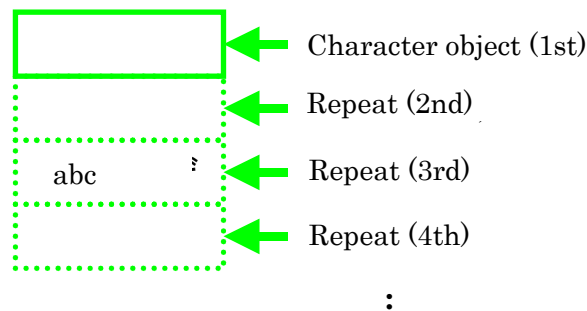 Character object (1st)
Repeat (2nd)
abc
Repeat (3rd)
Repeat (4th)
: